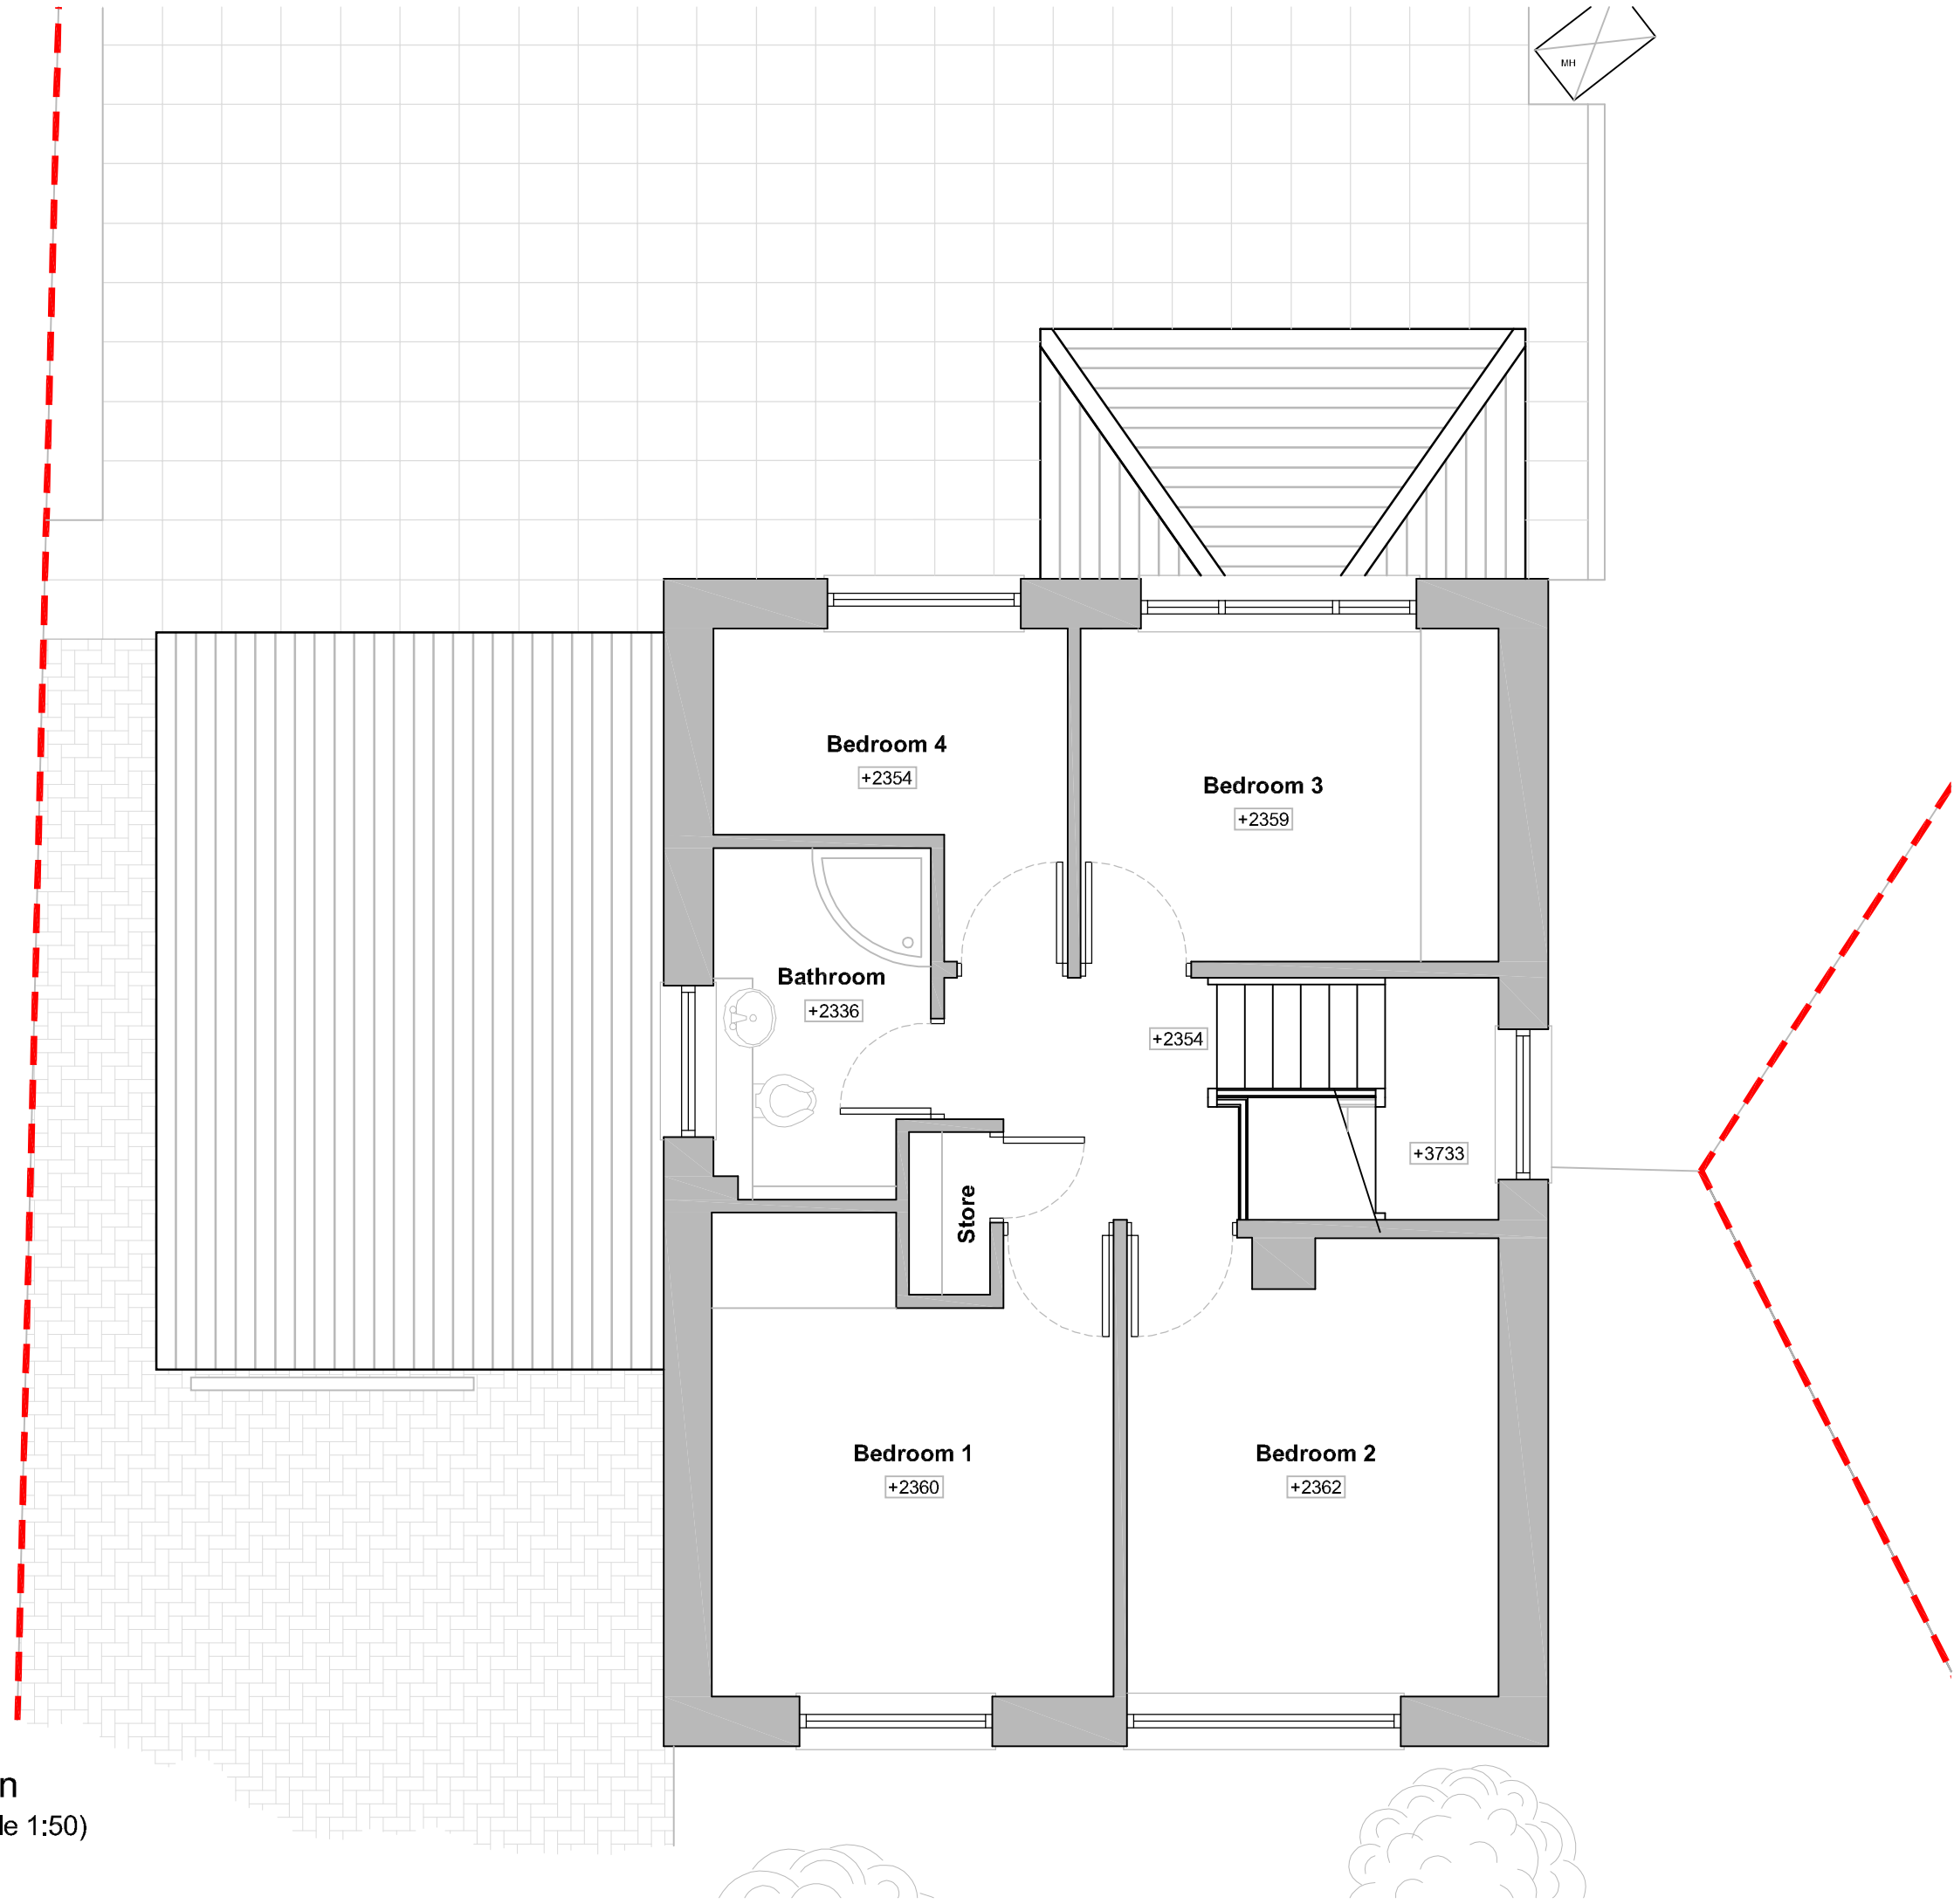 MH
Bedroom 4
+2354
Bedroom 3
+2359
Bathroom
+2336
+2354
+3733
Store
Bedroom 1
+2360
Bedroom 2
+2362
n
le 1:50)